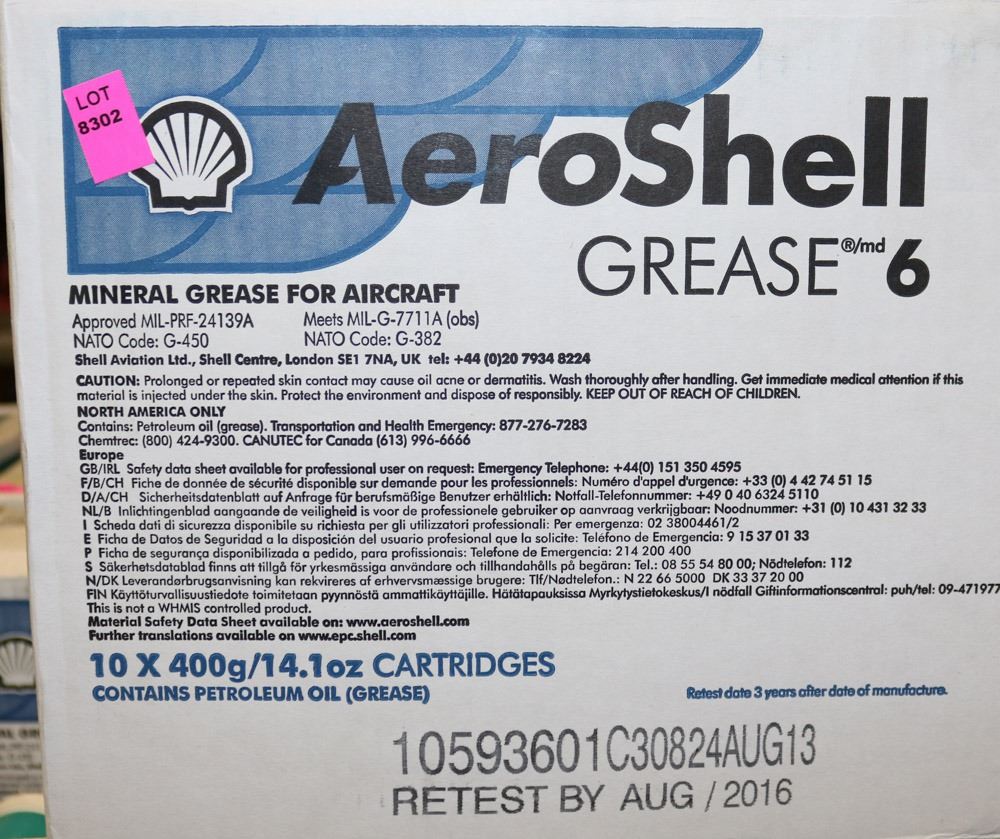 LOT
8302
AeroShell
GREASE®/md 6
MINERAL GREASE FOR AIRCRAFT
Approved MIL-PRF-24139A Meets MIL-G-7711A (obs)
NATO Code: G-450 NATO Code: G-382
Shell Aviation Ltd., Shell Centre, London SE1 7NA, UK tel: +44 (0)20 7934 8224
CAUTION: Prolonged or repeated skin contact may cause oil acne or dermatitis. Wash thoroughly after handling. Get immediate medical attention if this
material is injected under the skin. Protect the environment and dispose of responsibly. KEEP OUT OF REACH OF CHILDREN.
NORTH AMERICA ONLY
Contains: Petroleum oil (grease). Transportation and Health Emergency: 877-276-7283
Chemtrec: (800) 424-9300. CANUTEC for Canada (613) 996-6666
Europe
GB/IRL Safety data sheet available for professional user on request: Emergency Telephone: +44(0) 151 350 4595
F/B/CH Fiche de donnée de sécurité disponible sur demande pour les professionnels: Numéro d'appel d'urgence: +33 (0) 4 42 74 51 15
D/A/CH Sicherheitsdatenblatt auf Anfrage für berufsmäßige Benutzer erhältlich: Notfall-Telefonnummer: +49 0 40 6324 5110
NL/B Inlichtingenblad aangaande de veiligheid is voor de professionele gebruiker op aanvraag verkrijgbaar: Noodnummer: +31 (0) 10 431 32 33
I Scheda dati di sicurezza disponibile su richiesta per gli utilizzatori professionali: Per emergenza: 02 38004461/2
E Ficha de Datos de Seguridad a la disposición del usuario profesional que la solicite: Teléfono de Emergencia: 9 15 37 01 33
P Ficha de segurança disponibilizada a pedido, para profissionais: Telefone de Emergencia: 214 200 400
S Säkerhetsdatablad finns att tillgå för yrkesmässiga användare och tillhandahålls på begäran: Tel.: 08 55 54 80 00; Nödtelefon: 112
N/DK Leverandørbrugsanvisning kan rekvireres af erhvervsmæssige brugere: Tlf/Nødtelefon.: N 22 66 5000 DK 33 37 20 00
FIN Käyttöturvallisuustiedote toimitetaan pyynnöstä ammattikäyttäjille. Hätätapauksissa Myrkytystietokeskus/I nödfall Giftinformationscentral: puh/tel: 09-471977
This is not a WHMIS controlled product.
Material Safety Data Sheet available on: www.aeroshell.com
Further translations available on www.epc.shell.com
10 X 400g/14.1oz CARTRIDGES
CONTAINS PETROLEUM OIL (GREASE)
Retest date 3 years after date of manufacture.
10593601C30824AUG13
RETEST BY AUG / 2016